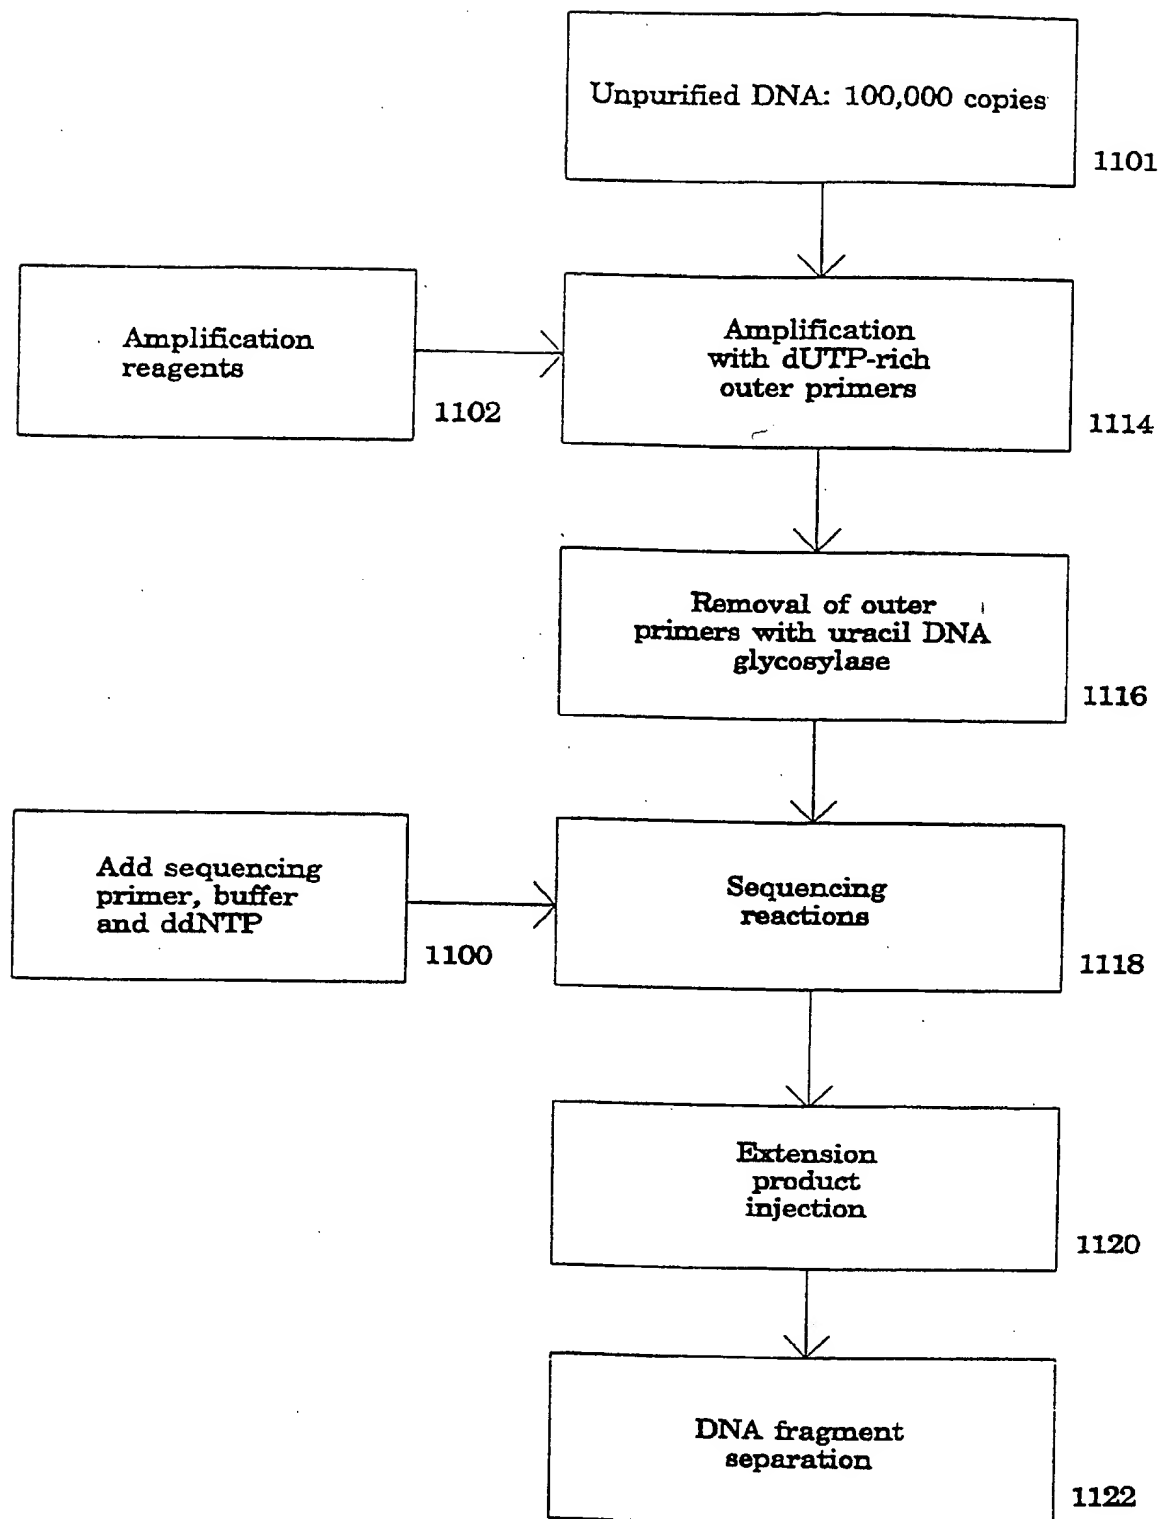 Unpurified DNA: 100,000 copies
1101
Amplification
reagents
1102
Amplification
with dUTP-rich
outer primers
1114
Removal of outer
primers with uracil DNA
glycosylase
1116
Add sequencing
primer, buffer
and ddNTP
1100
Sequencing
reactions
1118
Extension
product
injection
1120
DNA fragment
separation
1122